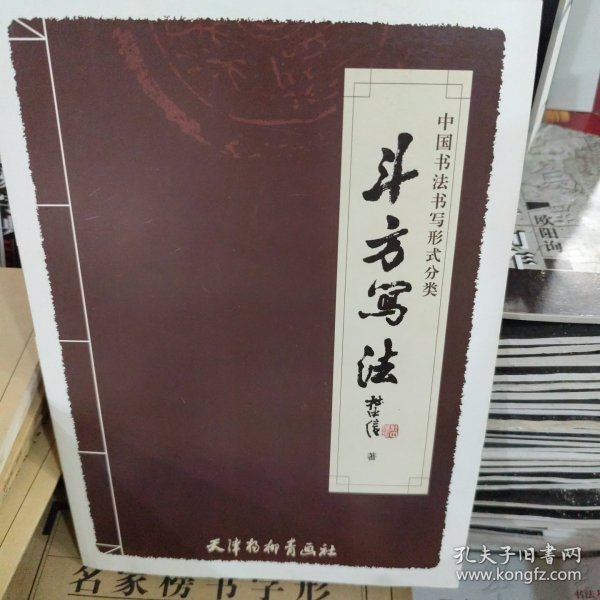 中国书法书写形式分类
斗方写法
著
天津杨柳青画社
欧阳询
名家榜书字形
孔夫子旧书网
www.kongfz.com